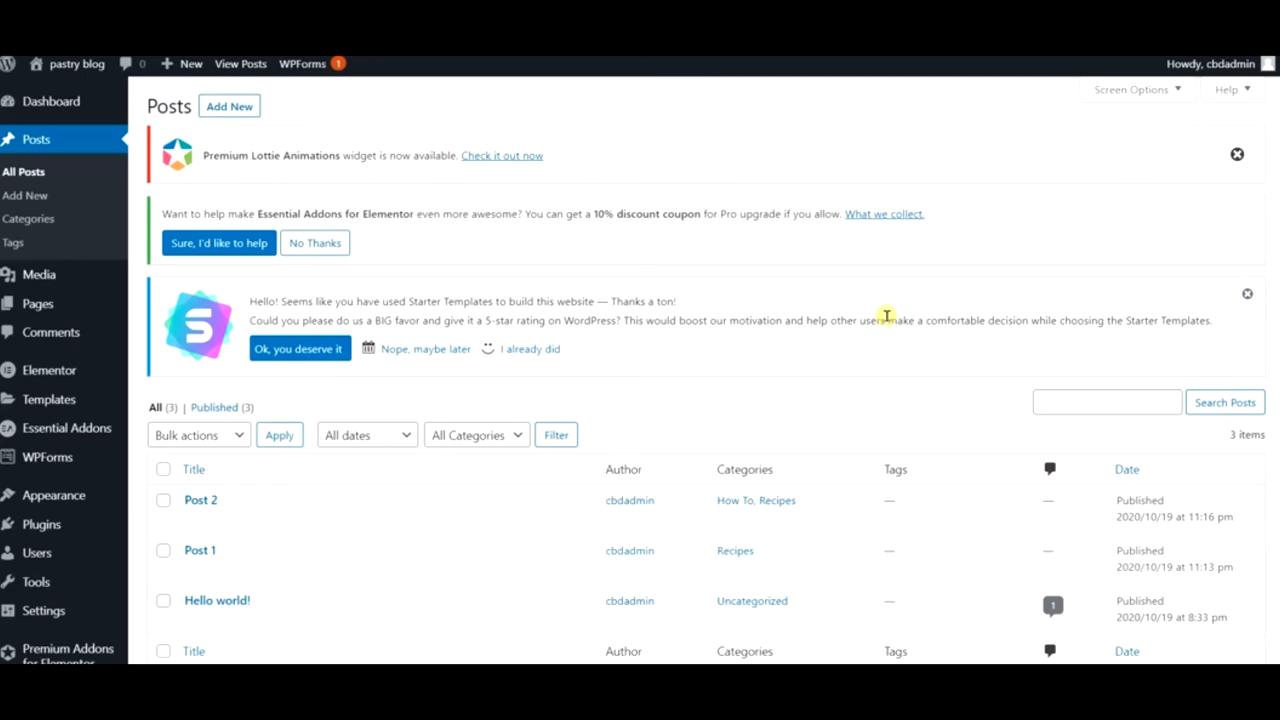 pastry blog 0 New View Posts WPForms 1 Howdy, cbdadmin
Dashboard
Posts
All Posts
Add New
Categories
Tags
Media
Pages
Comments
Elementor
Templates
Essential Addons
WPForms
Appearance
Plugins
Users
Tools
Settings
Premium Addons
for Elementor
Screen Options Help
Posts Add New
Premium Lottie Animations widget is now available. Check it out now
Want to help make Essential Addons for Elementor even more awesome? You can get a 10% discount coupon for Pro upgrade if you allow. What we collect.
Sure, I'd like to help No Thanks
Hello! Seems like you have used Starter Templates to build this website — Thanks a ton!
Could you please do us a BIG favor and give it a 5-star rating on WordPress? This would boost our motivation and help other users make a comfortable decision while choosing the Starter Templates.
Ok, you deserve it Nope, maybe later I already did
All (3) | Published (3) Search Posts
Bulk actions Apply All dates All Categories Filter 3 items
Title Author Categories Tags Date
Post 2 cbdadmin How To, Recipes — — Published
2020/10/19 at 11:16 pm
Post 1 cbdadmin Recipes — — Published
2020/10/19 at 11:13 pm
Hello world! cbdadmin Uncategorized — 1 Published
2020/10/19 at 8:33 pm
Title Author Categories Tags Date